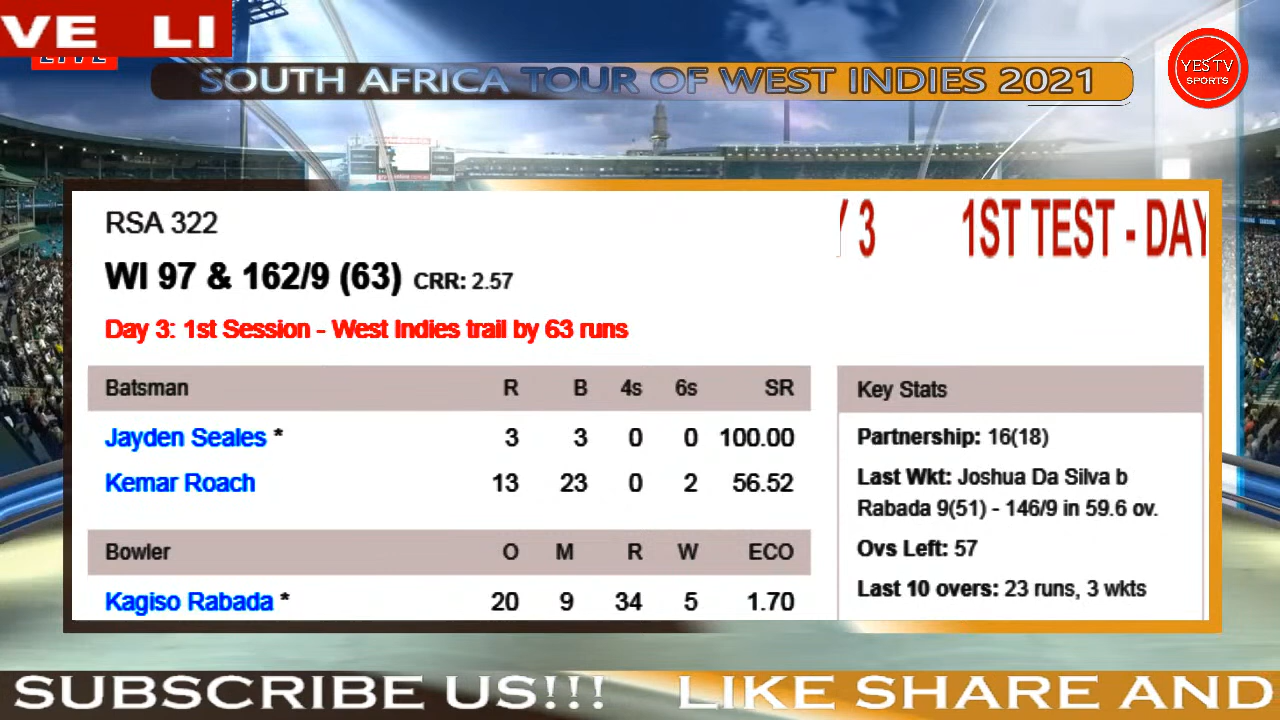 VE LI
LIVE
SOUTH AFRICA TOUR OF WEST INDIES 2021
YES TV
SPORTS
RSA 322
3 1ST TEST - DAY
WI 97 & 162/9 (63) CRR: 2.57
Day 3: 1st Session - West Indies trail by 63 runs
Batsman R B 4s 6s SR
Jayden Seales * 3 3 0 0 100.00
Kemar Roach 13 23 0 2 56.52
Bowler O M R W ECO
Kagiso Rabada * 20 9 34 5 1.70
Key Stats
Partnership: 16(18)
Last Wkt: Joshua Da Silva b
Rabada 9(51) - 146/9 in 59.6 ov.
Ovs Left: 57
Last 10 overs: 23 runs, 3 wkts
SUBSCRIBE US!!! LIKE SHARE AND